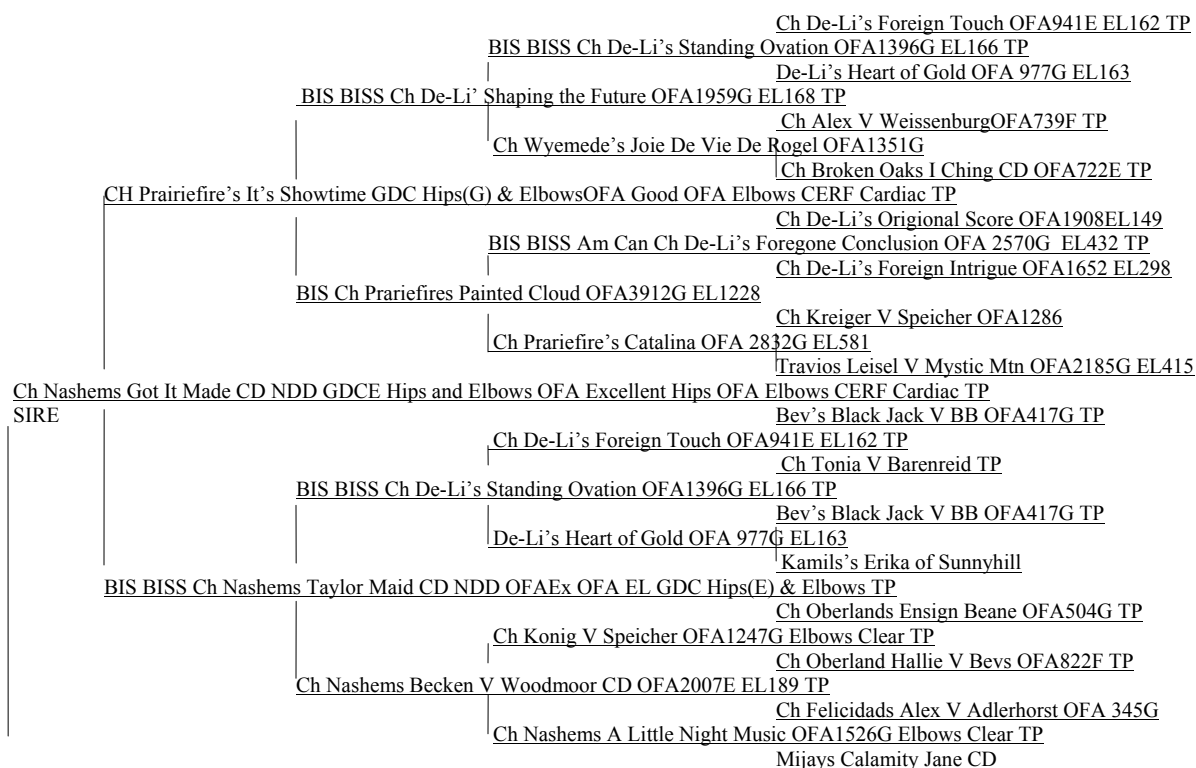 Ch De-Li’s Foreign Touch OFA941E EL162 TP
BIS BISS Ch De-Li’s Standing Ovation OFA1396G EL166 TP
De-Li’s Heart of Gold OFA 977G EL163
BIS BISS Ch De-Li’ Shaping the Future OFA1959G EL168 TP
Ch Alex V WeissenburgOFA739F TP
Ch Wyemede’s Joie De Vie De Rogel OFA1351G
Ch Broken Oaks I Ching CD OFA722E TP
CH Prairiefire’s It’s Showtime GDC Hips(G) & ElbowsOFA Good OFA Elbows CERF Cardiac TP
Ch De-Li’s Origional Score OFA1908EL149
BIS BISS Am Can Ch De-Li’s Foregone Conclusion OFA 2570G EL432 TP
Ch De-Li’s Foreign Intrigue OFA1652 EL298
BIS Ch Prariefires Painted Cloud OFA3912G EL1228
Ch Kreiger V Speicher OFA1286
Ch Prariefire’s Catalina OFA 2832G EL581
Travios Leisel V Mystic Mtn OFA2185G EL415
Ch Nashems Got It Made CD NDD GDCE Hips and Elbows OFA Excellent Hips OFA Elbows CERF Cardiac TP
SIRE
Bev’s Black Jack V BB OFA417G TP
Ch De-Li’s Foreign Touch OFA941E EL162 TP
Ch Tonia V Barenreid TP
BIS BISS Ch De-Li’s Standing Ovation OFA1396G EL166 TP
Bev’s Black Jack V BB OFA417G TP
De-Li’s Heart of Gold OFA 977G EL163
Kamils’s Erika of Sunnyhill
BIS BISS Ch Nashems Taylor Maid CD NDD OFAEx OFA EL GDC Hips(E) & Elbows TP
Ch Oberlands Ensign Beane OFA504G TP
Ch Konig V Speicher OFA1247G Elbows Clear TP
Ch Oberland Hallie V Bevs OFA822F TP
Ch Nashems Becken V Woodmoor CD OFA2007E EL189 TP
Ch Felicidads Alex V Adlerhorst OFA 345G
Ch Nashems A Little Night Music OFA1526G Elbows Clear TP
Mijays Calamity Jane CD